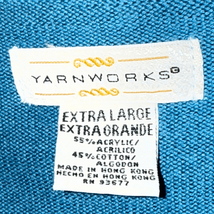 YARNWORKS©
EXTRA LARGE
EXTRA GRANDE
55% ACRYLIC/
ACRILICO
45% COTTON/
ALGODON
MADE IN HONG KONG
HECHO EN HONG KONG
RN 93677